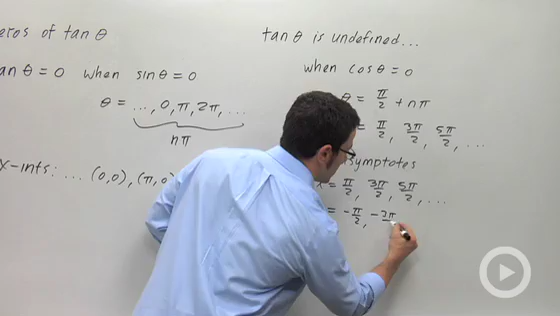 eros of tan θ
an θ = 0 when sin θ = 0
θ = ..., 0, π, 2π, ...
nπ
x-ints: ... (0,0), (π,0
tan θ is undefined...
when cos θ = 0
θ = π/2 + nπ
= π/2, 3π/2, 5π/2, ...
symptotes
= π/2, 3π/2, 5π/2, ...
= -π/2, -3π